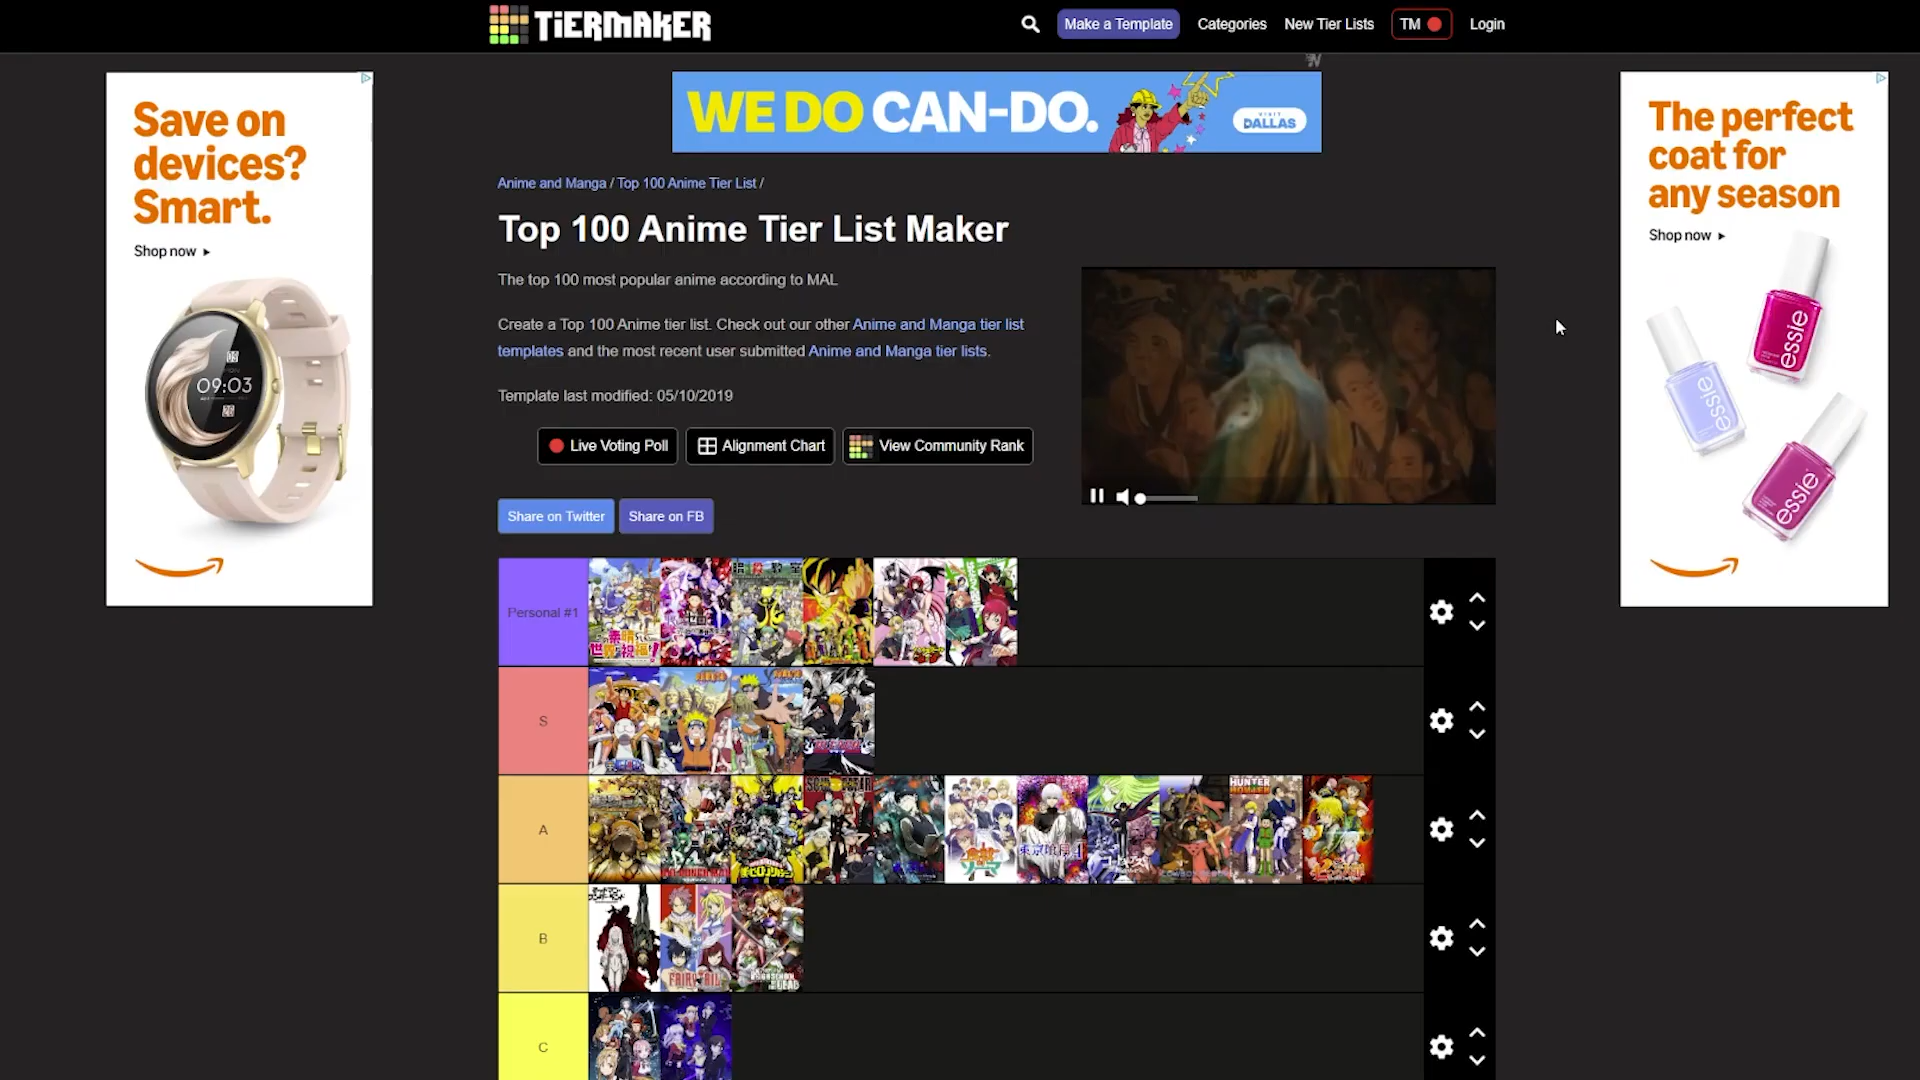 TiERMAKER
Make a Template
Categories
New Tier Lists
TM
Login
Save on
devices?
Smart.
Shop now
09:03
WE DO CAN-DO.
VISIT
DALLAS
The perfect
coat for
any season
Shop now
essie
essie
essie
Anime and Manga / Top 100 Anime Tier List /
Top 100 Anime Tier List Maker
The top 100 most popular anime according to MAL
Create a Top 100 Anime tier list. Check out our other Anime and Manga tier list
templates and the most recent user submitted Anime and Manga tier lists.
Template last modified: 05/10/2019
Live Voting Poll
Alignment Chart
View Community Rank
Share on Twitter
Share on FB
Personal #1
S
A
HUNTER
B
FAIRY TAIL
C